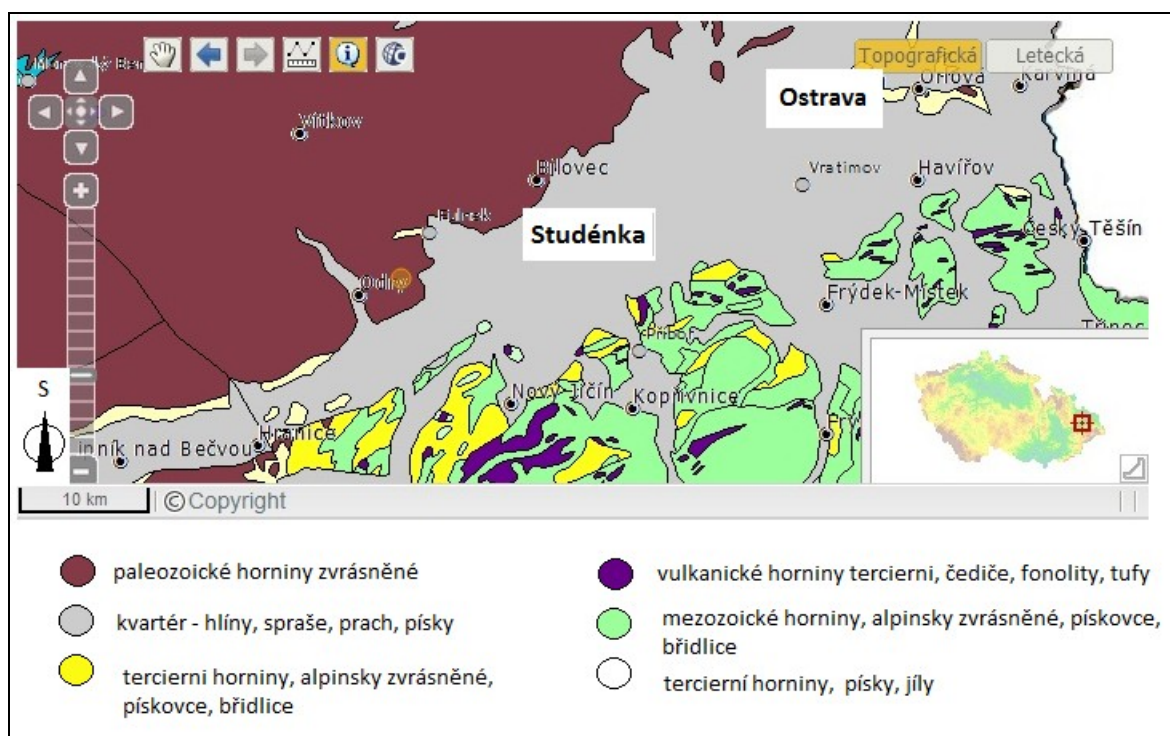 Topografická
Letecká
Orlová
Karviná
Ostrava
Vítkov
Bílovec
Vratimov
Havířov
Fulnek
Studénka
Český Těšín
Odry
Frýdek-Místek
Příbor
Nový Jičín
Kopřivnice
S
Hranice
inník nad Bečvou
10 km
©Copyright
paleozoické horniny zvrásněné
kvartér - hlíny, spraše, prach, písky
tercierni horniny, alpinsky zvrásněné,
pískovce, břidlice
vulkanické horniny tercierni, čediče, fonolity, tufy
mezozoické horniny, alpinsky zvrásněné, pískovce,
břidlice
tercierní horniny, písky, jíly